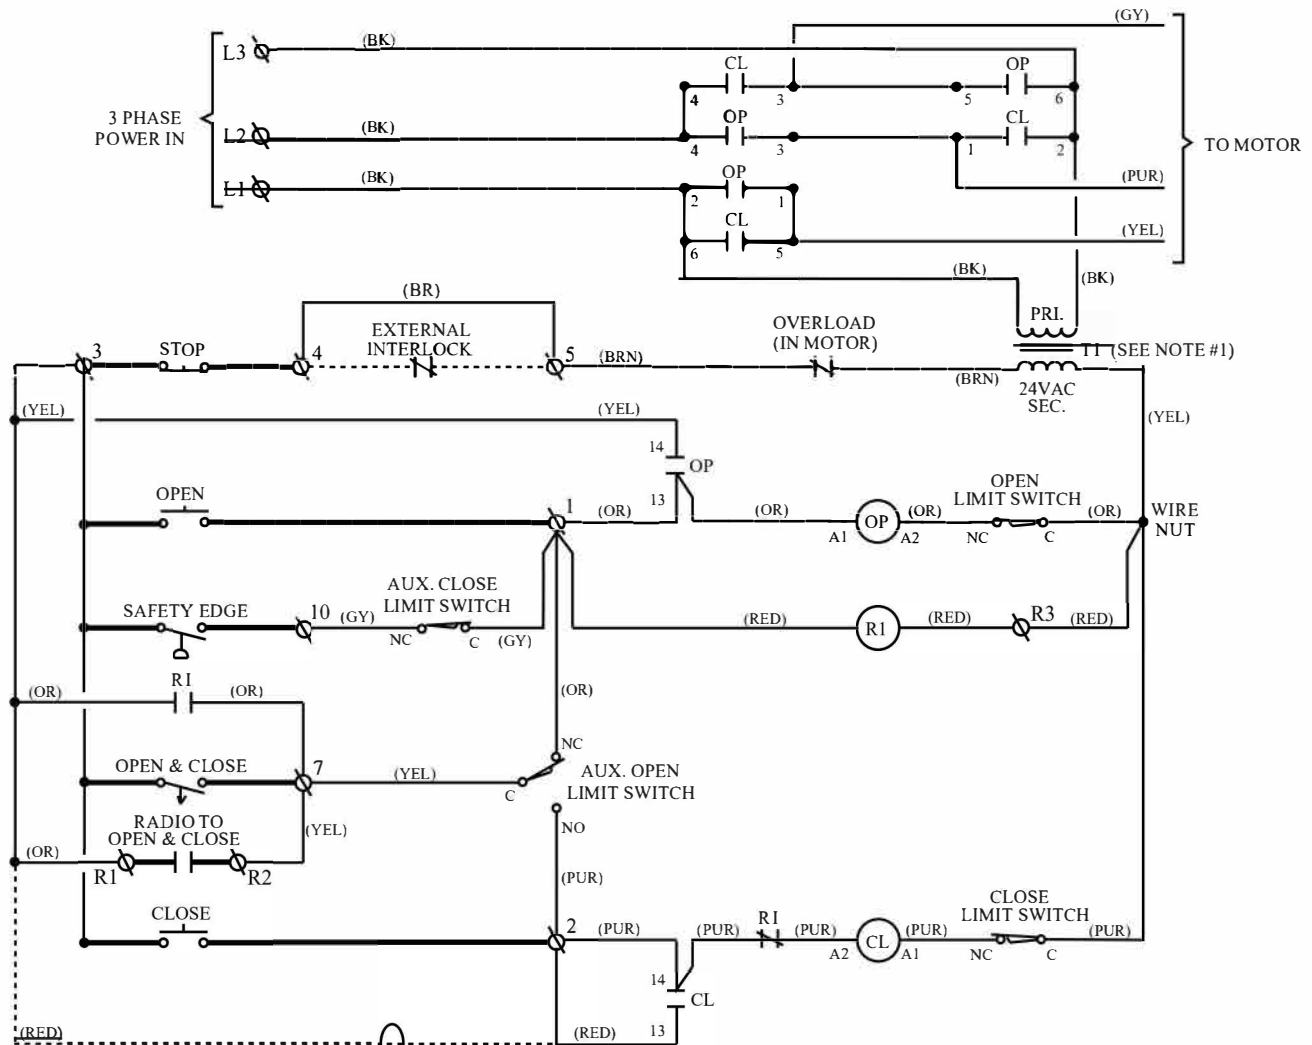 (GY)
L3
(BK)
CL
OP
4
3
5
6
3 PHASE
POWER IN
L2
(BK)
OP
CL
4
3
1
2
TO MOTOR
L1
(BK)
OP
(PUR)
2
1
CL
(YEL)
6
5
(BK)
(BK)
(BR)
PRI.
EXTERNAL
INTERLOCK
OVERLOAD
(IN MOTOR)
3
STOP
4
5
(BRN)
T1 (SEE NOTE #1)
(BRN)
24VAC
SEC.
(YEL)
(YEL)
(YEL)
14
OP
13
OPEN
1
(OR)
(OR)
OP
A1
A2
(OR)
OPEN
LIMIT SWITCH
NC
C
(OR)
WIRE
NUT
SAFETY EDGE
10
(GY)
AUX. CLOSE
LIMIT SWITCH
NC
C
(GY)
(RED)
R1
(RED)
R3
(RED)
(OR)
R1
(OR)
(OR)
NC
OPEN & CLOSE
7
(YEL)
C
AUX. OPEN
LIMIT SWITCH
NO
RADIO TO
OPEN & CLOSE
(YEL)
(OR)
R1
R2
(PUR)
CLOSE
2
(PUR)
(PUR)
R1
(PUR)
CL
A2
A1
(PUR)
CLOSE
LIMIT SWITCH
NC
C
(PUR)
14
CL
13
(RED)
(RED)